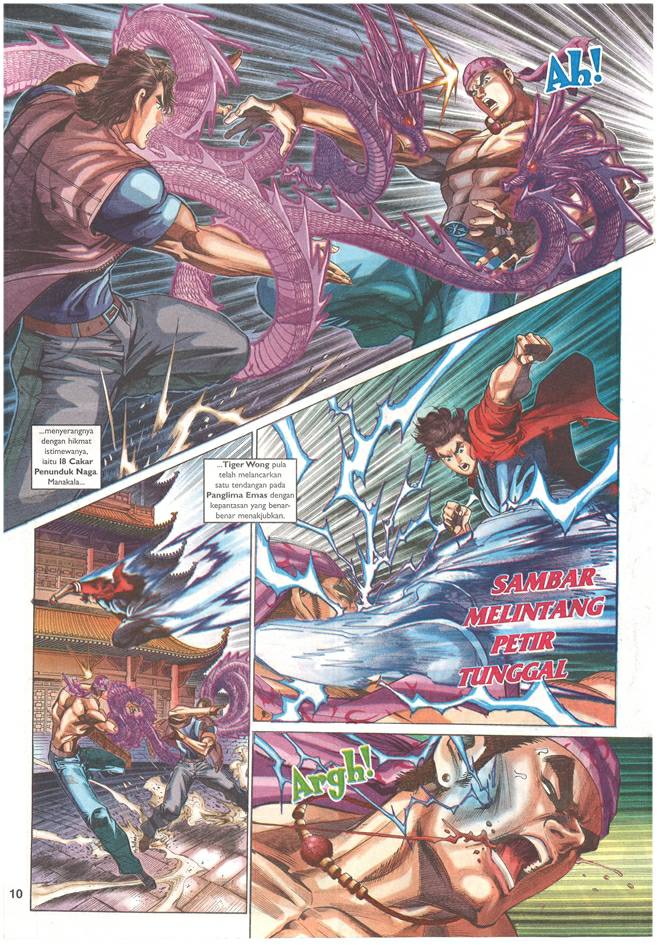 Ah!
...menyerangnya
dengan hikmat
istimewanya,
iaitu 18 Cakar
Penunduk Naga
Manakala...
...Tiger Wong pula
telah melancarkan
satu tendangan pada
Panglima Emas dengan
kepantasan yang benar-
benar menakjubkan.
SAMBAR
MELINTANG
PETIR
TUNGGAL
Argh!
10